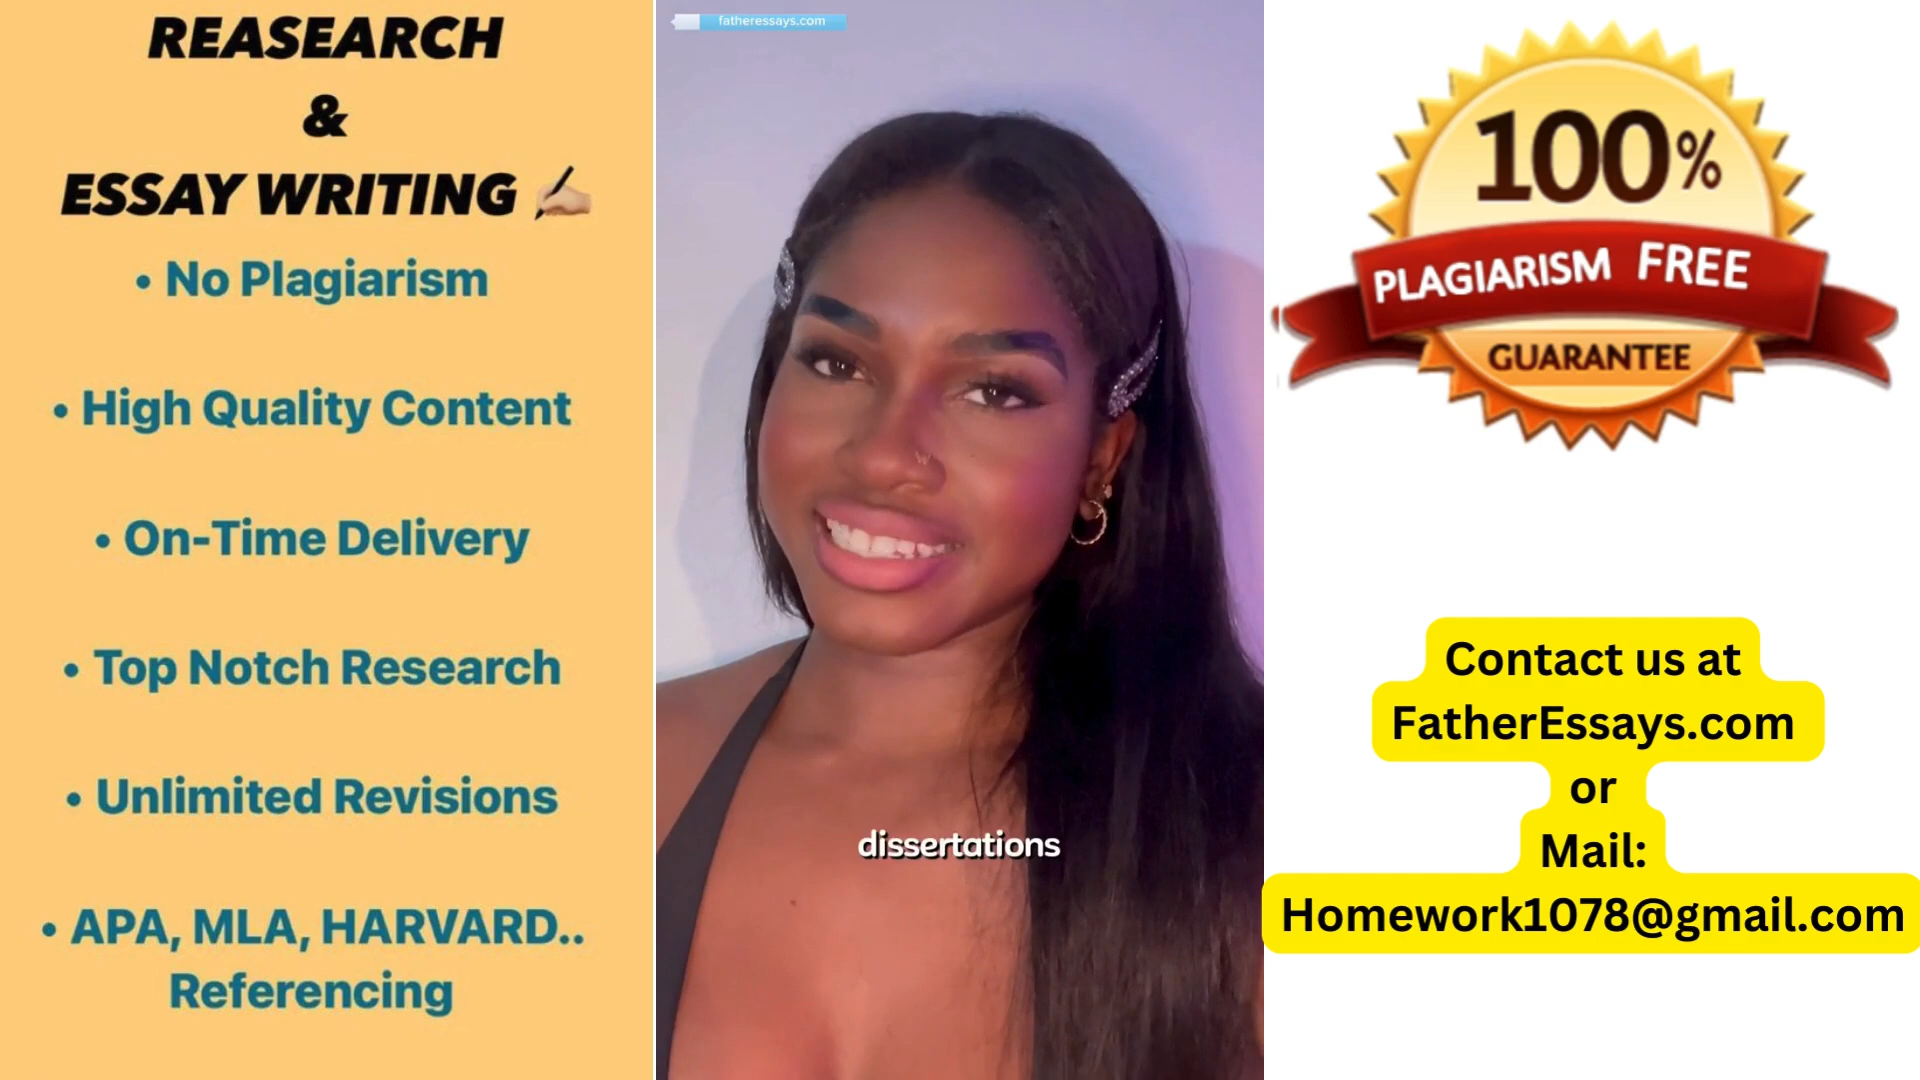 REASEARCH
&
ESSAY WRITING ✍🏼
• No Plagiarism
• High Quality Content
• On-Time Delivery
• Top Notch Research
• Unlimited Revisions
• APA, MLA, HARVARD..
Referencing
fatheressays.com
dissertations
100%
PLAGIARISM FREE
GUARANTEE
Contact us at
FatherEssays.com
or
Mail:
Homework1078@gmail.com